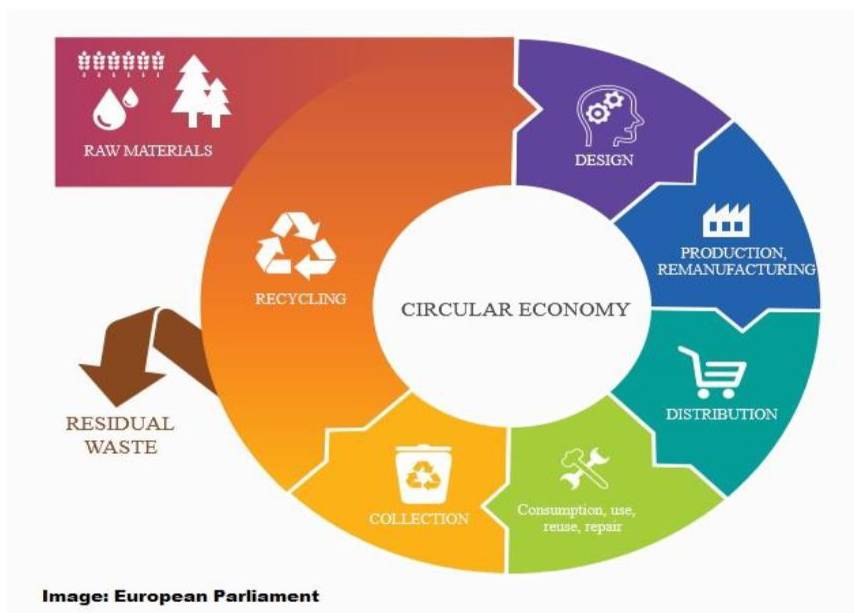 RAW MATERIALS
DESIGN
PRODUCTION,
REMANUFACTURING
RECYCLING
CIRCULAR ECONOMY
DISTRIBUTION
RESIDUAL
WASTE
COLLECTION
Consumption, use,
reuse, repair
Image: European Parliament